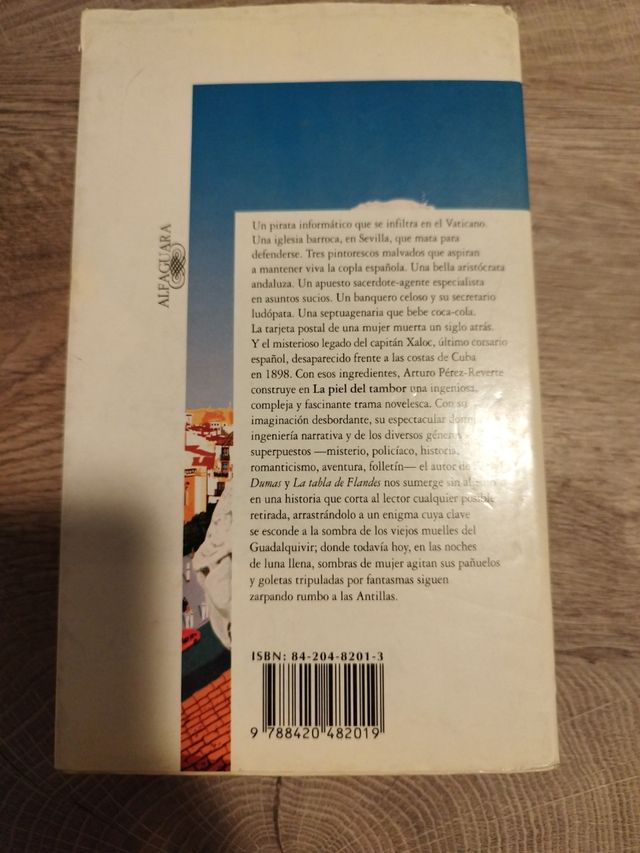 ALFAGUARA
Un pirata informático que se infiltra en el Vaticano.
Una iglesia barroca, en Sevilla, que mata para
defenderse. Tres pintorescos malvados que aspiran
a mantener viva la copla española. Una bella aristócrata
andaluza. Un apuesto sacerdote-agente especialista
en asuntos sucios. Un banquero celoso y su secretario
ludópata. Una septuagenaria que bebe coca-cola.
La tarjeta postal de una mujer muerta un siglo atrás.
Y el misterioso legado del capitán Xaloc, último corsario
español, desaparecido frente a las costas de Cuba
en 1898. Con esos ingredientes, Arturo Pérez-Reverte
construye en La piel del tambor una ingeniosa,
compleja y fascinante trama novelesca. Con su
imaginación desbordante, su espectacular
ingeniería narrativa y de los diversos géneros
superpuestos —misterio, policíaco, historia,
romanticismo, aventura, folletín— el autor de
Dumas y La tabla de Flandes nos sumerge sin
en una historia que corta al lector cualquier posible
retirada, arrastrándolo a un enigma cuya clave
se esconde a la sombra de los viejos muelles del
Guadalquivir; donde todavía hoy, en las noches
de luna llena, sombras de mujer agitan sus pañuelos
y goletas tripuladas por fantasmas siguen
zarpando rumbo a las Antillas.
ISBN: 84-204-8201-3
9 788420 482019